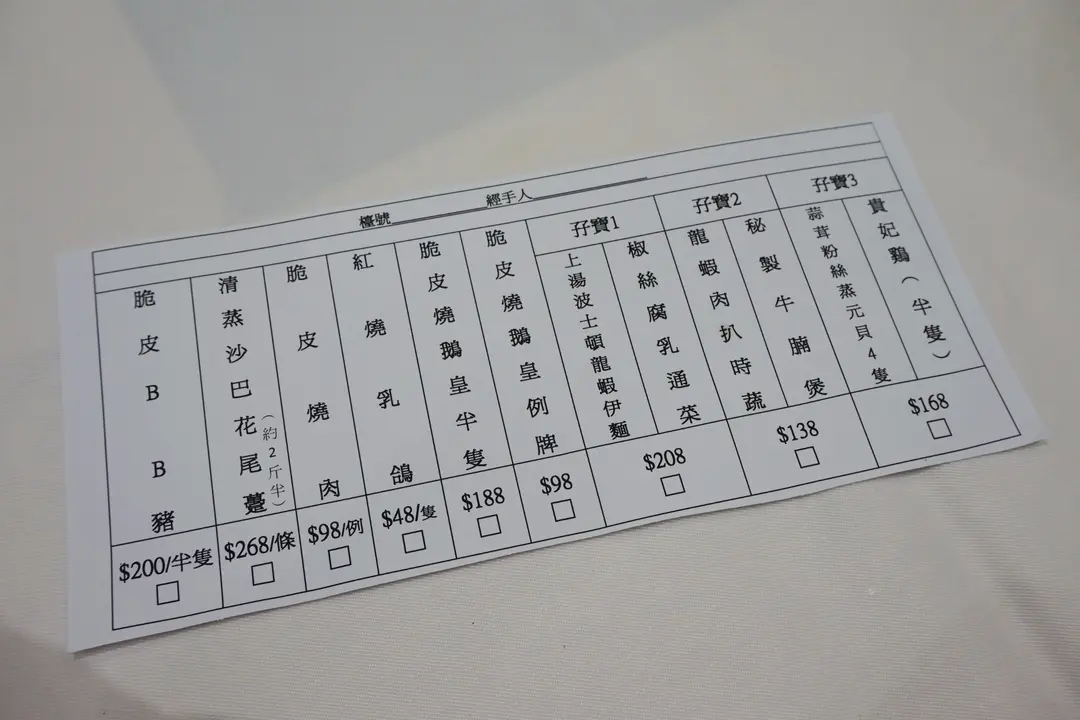 檯號 經手人
孖寶1
孖寶2
孖寶3
脆皮BB豬
清蒸沙巴花尾躉
(約2斤半)
脆皮燒肉
紅燒乳鴿
脆皮燒鵝皇半隻
脆皮燒鵝皇例牌
上湯波士頓龍蝦伊麵
椒絲腐乳通菜
龍蝦肉扒時蔬
秘製牛腩煲
蒜茸粉絲蒸元貝4隻
貴妃鷄(半隻)
$200/半隻
$268/條
$98/例
$48/隻
$188
$98
$208
$138
$168